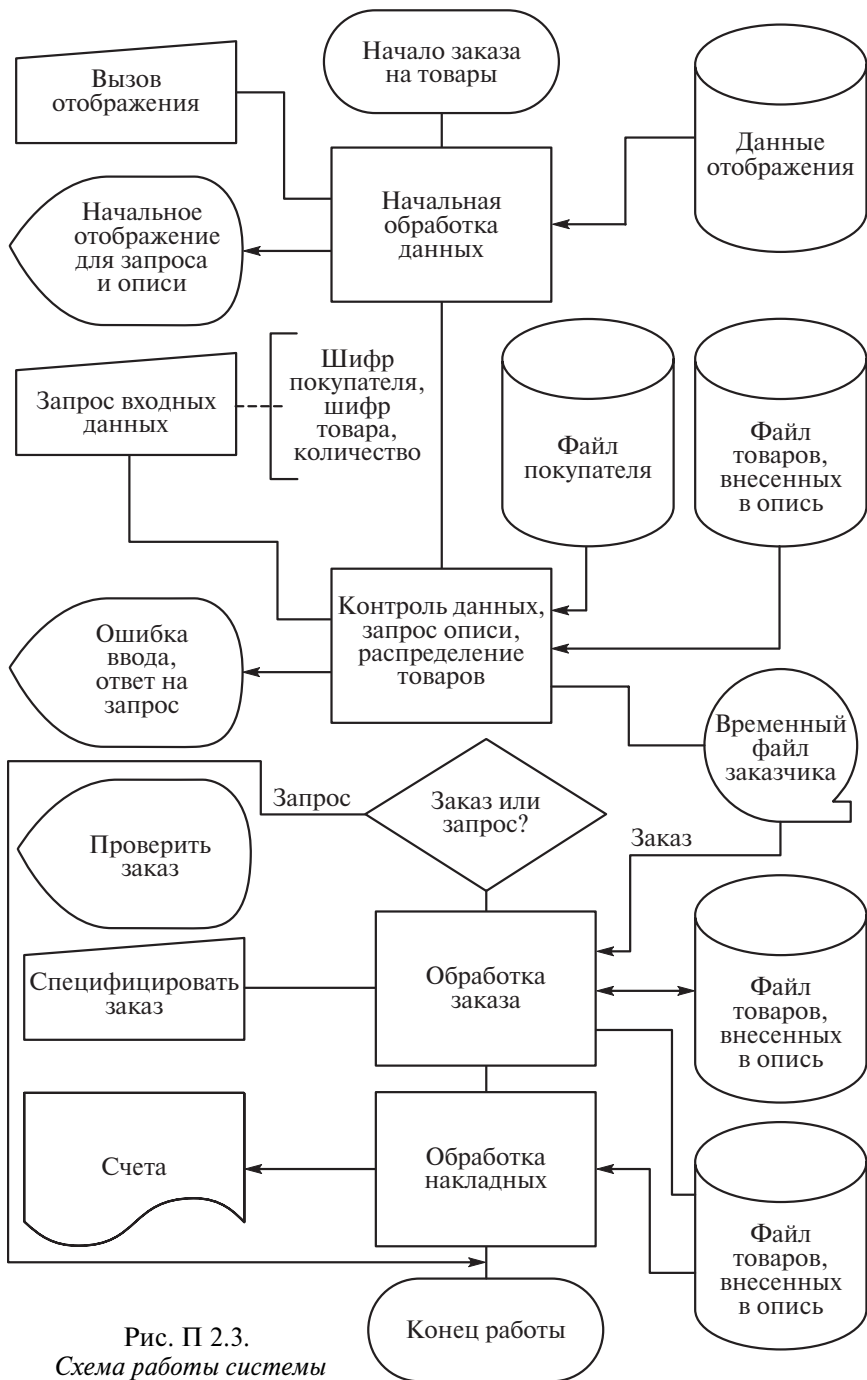 Начало заказа
на товары
Вызов
отображения
Данные
отображения
Начальная
обработка
данных
Начальное
отображение
для запроса
и описи
Шифр
покупателя,
шифр
товара,
количество
Запрос входных
данных
Файл
покупателя
Файл
товаров,
внесенных
в опись
Контроль данных,
запрос описи,
распределение
товаров
Ошибка
ввода,
ответ на
запрос
Временный
файл
заказчика
Запрос
Заказ или
запрос?
Заказ
Проверить
заказ
Обработка
заказа
Специфицировать
заказ
Файл
товаров,
внесенных
в опись
Счета
Обработка
накладных
Файл
товаров,
внесенных
в опись
Конец работы
Рис. П 2.3.
Схема работы системы